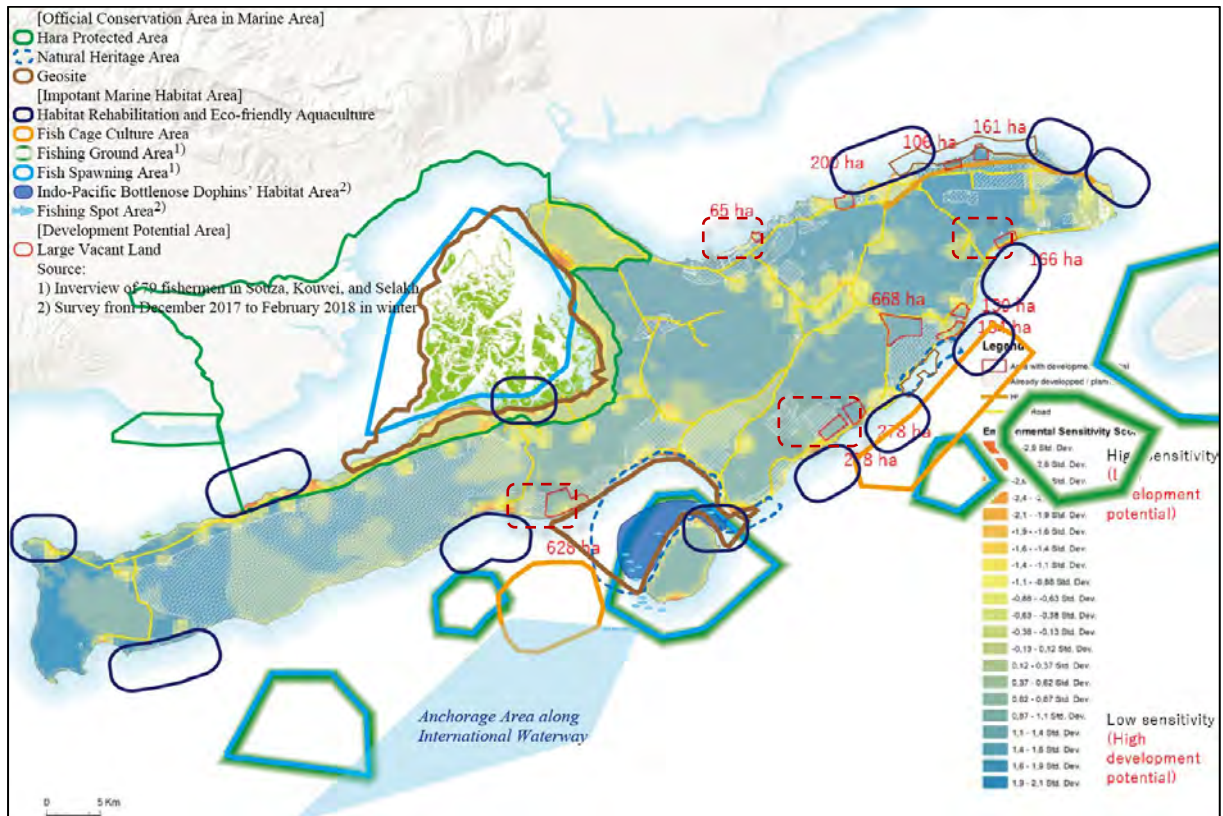 [Official Conservation Area in Marine Area]
Hara Protected Area
Natural Heritage Area
Geosite
[Impotant Marine Habitat Area]
Habitat Rehabilitation and Eco-friendly Aquaculture
Fish Cage Culture Area
Fishing Ground Area1)
Fish Spawning Area1)
Indo-Pacific Bottlenose Dophins' Habitat Area2)
Fishing Spot Area2)
[Development Potential Area]
Large Vacant Land
Source:
1) Inverview of 79 fishermen in Souza, Kouvei, and Selakh
2) Survey from December 2017 to February 2018 in winter
161 ha
106 ha
200 ha
65 ha
166 ha
668 ha
278 ha
628 ha
Legend
Already developped /
Road
High sensitivity
potential)
-2.1 - -1.9 Std. Dev.
-1.9 - -1.6 Std. Dev.
-1.6 - -1.4 Std. Dev.
-1.4 - -1.1 Std. Dev.
-1.1 - -0.88 Std. Dev.
-0.88 - -0.63 Std. Dev.
-0.63 - -0.38 Std. Dev.
-0.38 - -0.13 Std. Dev.
-0.13 - 0.12 Std. Dev.
0.12 - 0.37 Std. Dev.
0.37 - 0.62 Std. Dev.
0.62 - 0.87 Std. Dev.
0.87 - 1.1 Std. Dev.
1.1 - 1.4 Std. Dev.
1.4 - 1.6 Std. Dev.
1.6 - 1.9 Std. Dev.
1.9 - 2.1 Std. Dev.
Low sensitivity
(High
development
potential)
Anchorage Area along
International Waterway
0 5 Km